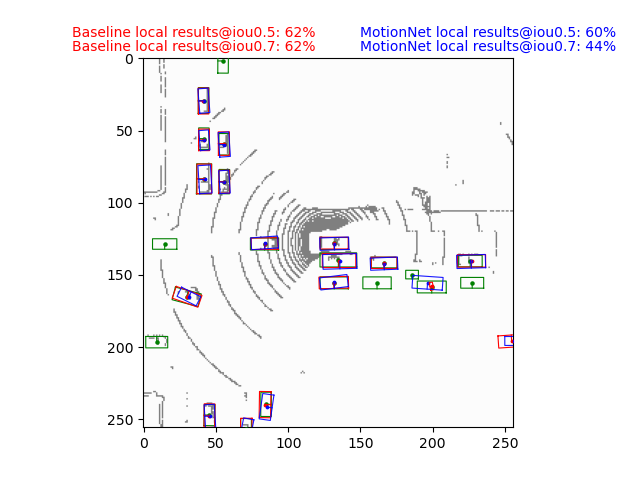 Baseline local results@iou0.5: 62% MotionNet local results@iou0.5: 60%
Baseline local results@iou0.7: 62% MotionNet local results@iou0.7: 44%
0
50
100
150
200
250
0 50 100 150 200 250